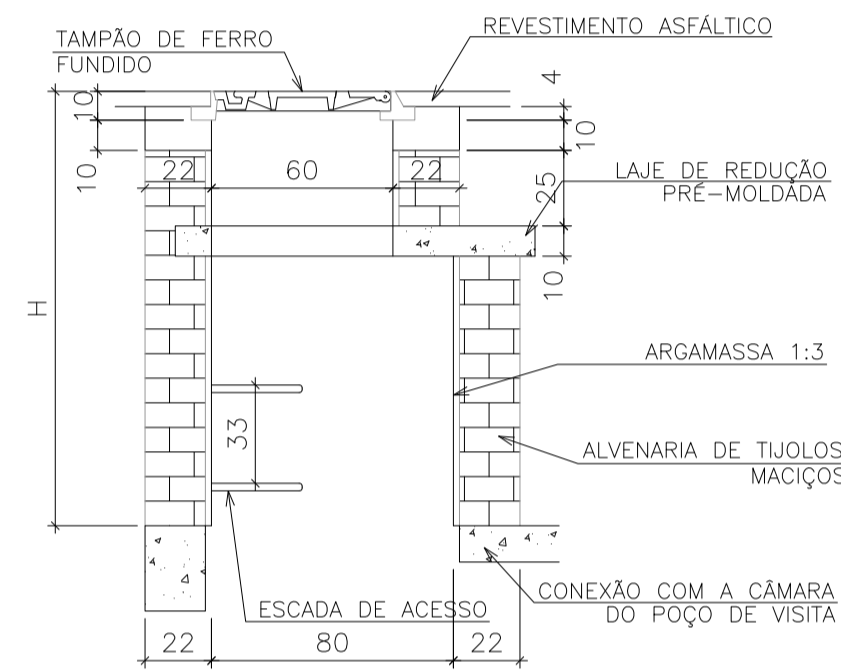 REVESTIMENTO ASFÁLTICO
TAMPÃO DE FERRO
FUNDIDO
4
10
10
10
22
60
22
25
LAJE DE REDUÇÃO
PRÉ-MOLDADA
10
H
ARGAMASSA 1:3
33
ALVENARIA DE TIJOLOS
MACIÇOS
CONEXÃO COM A CÂMARA
DO POÇO DE VISITA
ESCADA DE ACESSO
22
80
22